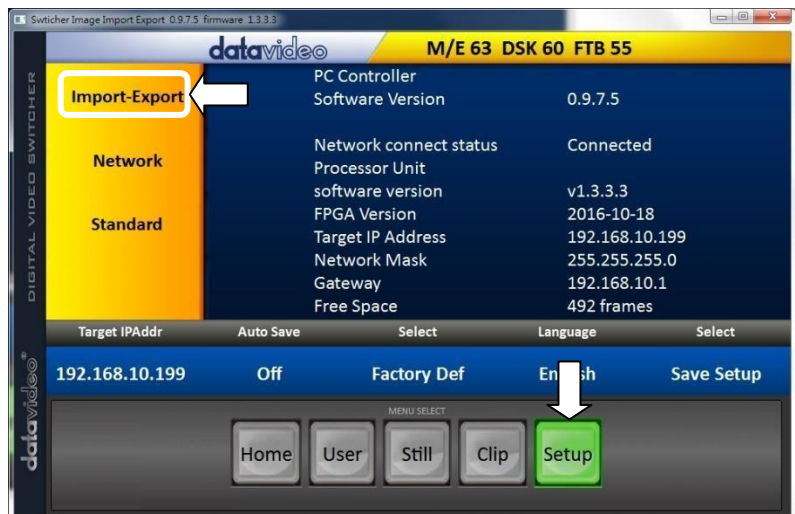 Swticher Image Import Export 0.9.7.5 firmware 1.3.3.3
datavideo
M/E 63 DSK 60 FTB 55
DIGITAL VIDEO SWITCHER
Import-Export
Network
Standard
PC Controller
Software Version 0.9.7.5
Network connect status Connected
Processor Unit
software version v1.3.3.3
FPGA Version 2016-10-18
Target IP Address 192.168.10.199
Network Mask 255.255.255.0
Gateway 192.168.10.1
Free Space 492 frames
Target IPAddr Auto Save Select Language Select
192.168.10.199 Off Factory Def Save Setup
datavideo®
MENU SELECT
Home User Still Clip Setup